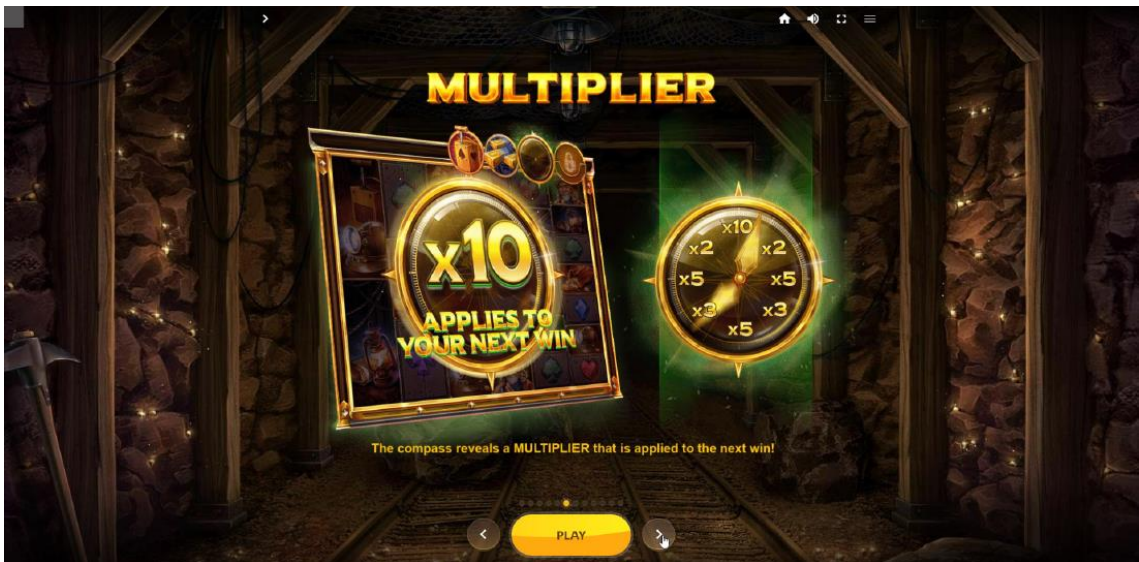 MULTIPLIER
x10
APPLIES TO
YOUR NEXT WIN
x10
x2 x2
x5 x5
x3 x3
x5
The compass reveals a MULTIPLIER that is applied to the next win!
PLAY